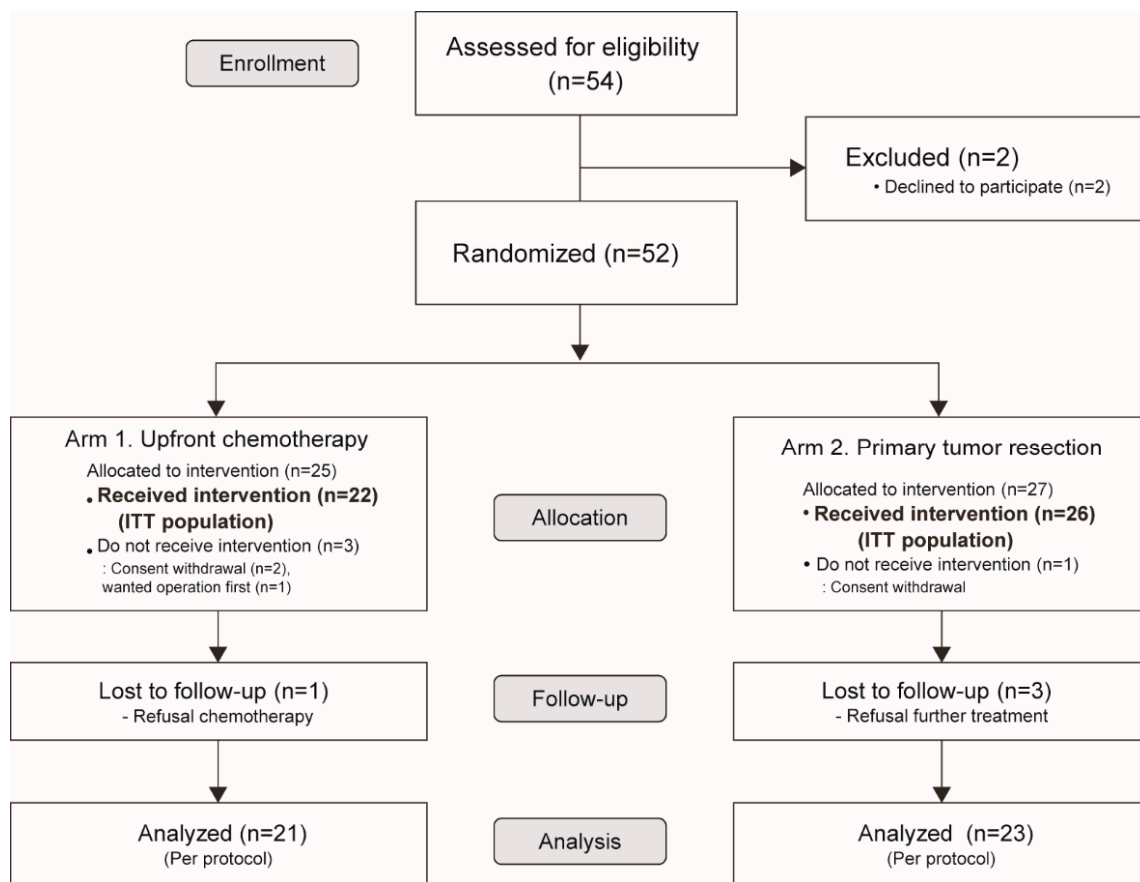 Enrollment
Assessed for eligibility
(n=54)
Excluded (n=2)
• Declined to participate (n=2)
Randomized (n=52)
Arm 1. Upfront chemotherapy
Allocated to intervention (n=25)
• Received intervention (n=22)
(ITT population)
• Do not receive intervention (n=3)
: Consent withdrawal (n=2),
wanted operation first (n=1)
Allocation
Arm 2. Primary tumor resection
Allocated to intervention (n=27)
• Received intervention (n=26)
(ITT population)
• Do not receive intervention (n=1)
: Consent withdrawal
Lost to follow-up (n=1)
- Refusal chemotherapy
Follow-up
Lost to follow-up (n=3)
- Refusal further treatment
Analyzed (n=21)
(Per protocol)
Analysis
Analyzed (n=23)
(Per protocol)